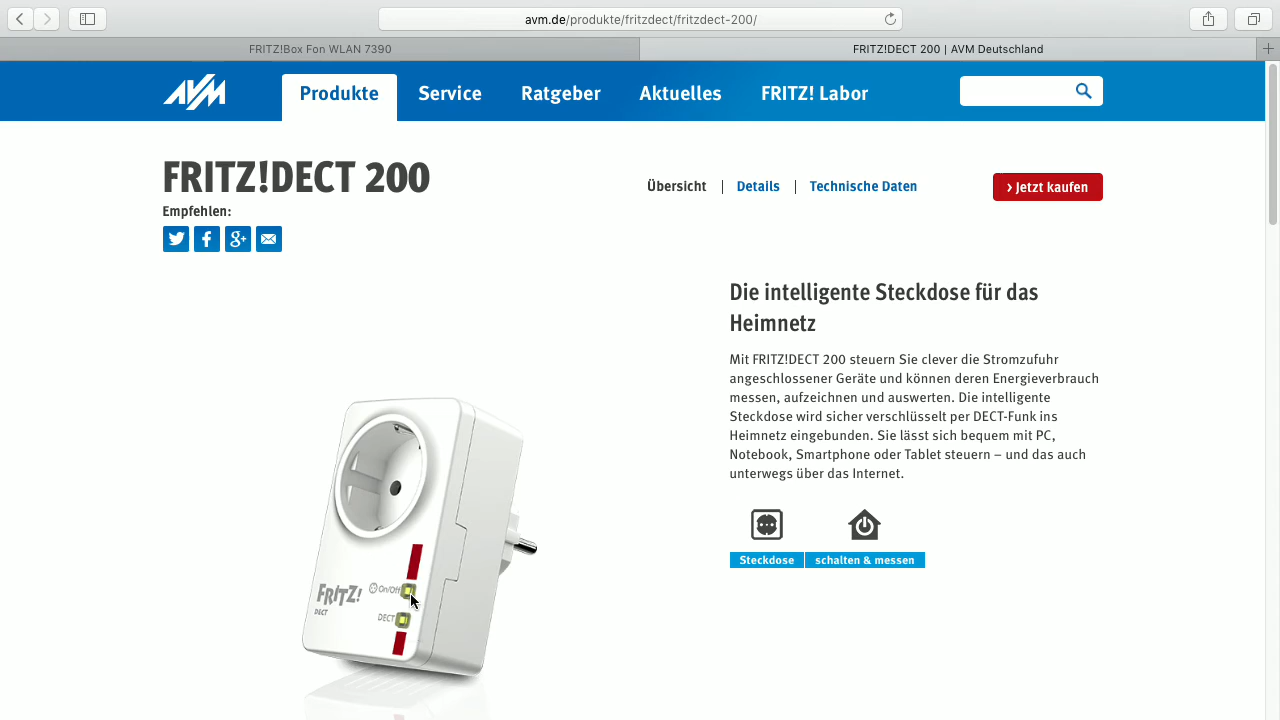 avm.de/produkte/fritzdect/fritzdect-200/
FRITZ!Box Fon WLAN 7390
FRITZ!DECT 200 | AVM Deutschland
AVM
Produkte
Service
Ratgeber
Aktuelles
FRITZ! Labor
FRITZ!DECT 200
Übersicht | Details | Technische Daten
› Jetzt kaufen
Empfehlen:
Die intelligente Steckdose für das
Heimnetz
Mit FRITZ!DECT 200 steuern Sie clever die Stromzufuhr
angeschlossener Geräte und können deren Energieverbrauch
messen, aufzeichnen und auswerten. Die intelligente
Steckdose wird sicher verschlüsselt per DECT-Funk ins
Heimnetz eingebunden. Sie lässt sich bequem mit PC,
Notebook, Smartphone oder Tablet steuern – und das auch
unterwegs über das Internet.
Steckdose
schalten & messen
FRITZ!
DECT
On/Off
DECT